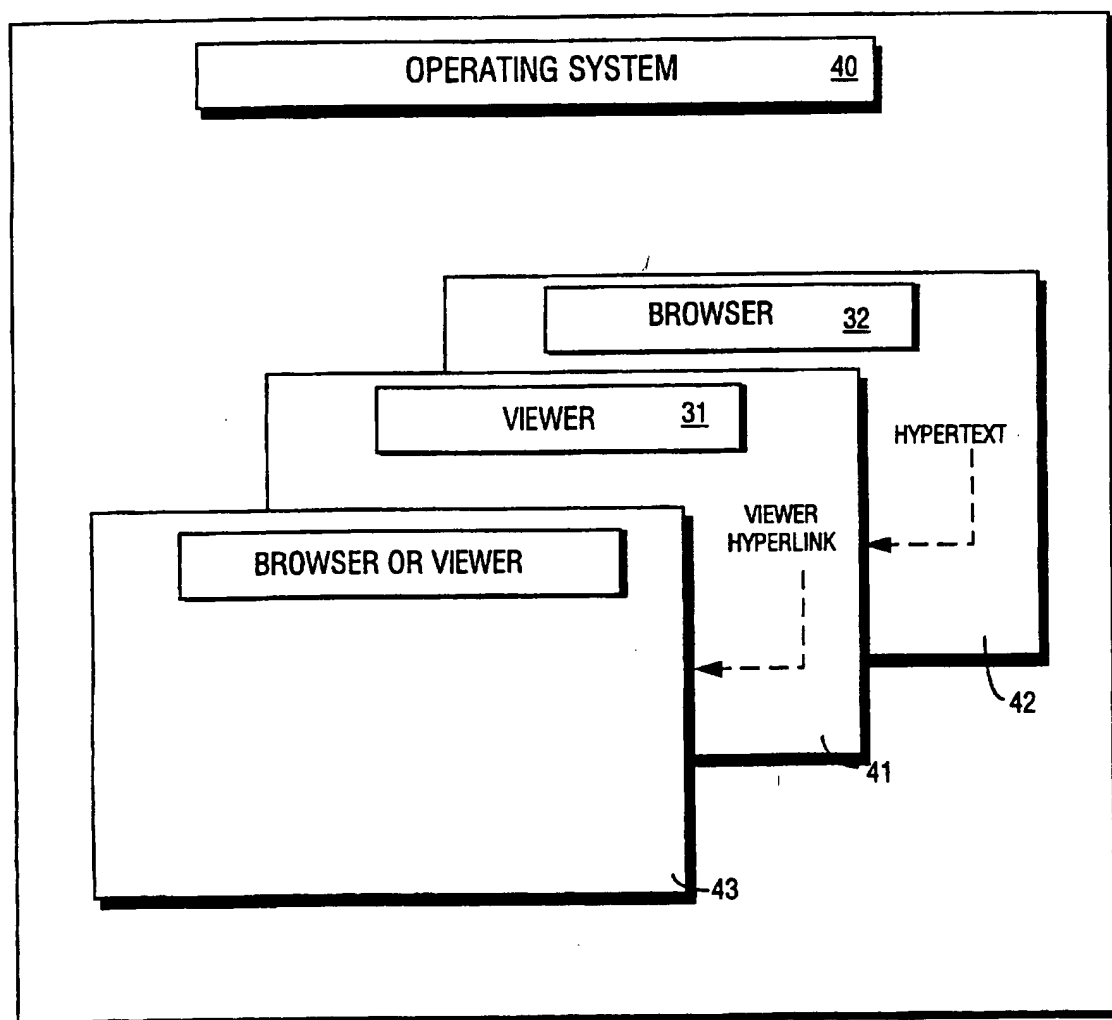 OPERATING SYSTEM 40
BROWSER 32
VIEWER 31
HYPERTEXT
VIEWER
HYPERLINK
BROWSER OR VIEWER
42
41
43